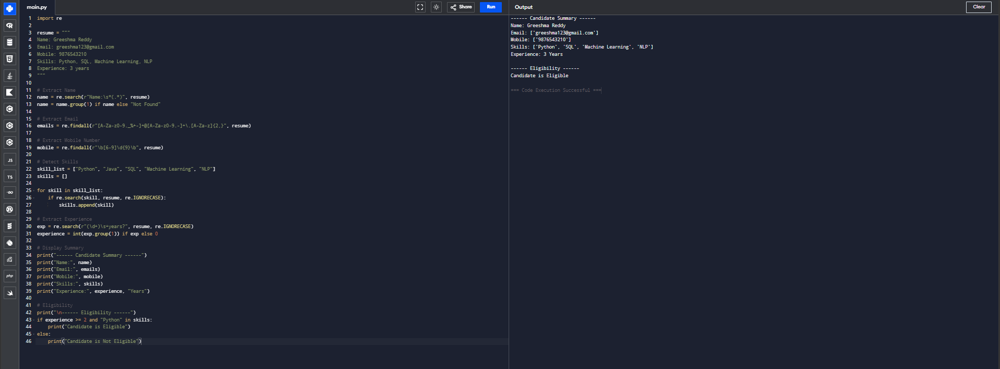 main.py
Share
Run
Output
Clear
1 import re
2
3 resume = """
4 Name: Greeshma Reddy
5 Email: greeshma123@gmail.com
6 Mobile: 9876543210
7 Skills: Python, SQL, Machine Learning, NLP
8 Experience: 3 years
9 """
10
11 # Extract Name
12 name = re.search(r"Name:\s*(.*)", resume)
13 name = name.group(1) if name else "Not Found"
14
15 # Extract Email
16 emails = re.findall(r"[A-Za-z0-9._%+-]+@[A-Za-z0-9.-]+\.[A-Za-z]{2,}", resume)
17
18 # Extract Mobile Number
19 mobile = re.findall(r"\b[6-9]\d{9}\b", resume)
20
21 # Detect Skills
22 skill_list = ["Python", "Java", "SQL", "Machine Learning", "NLP"]
23 skills = []
24
25 for skill in skill_list:
26     if re.search(skill, resume, re.IGNORECASE):
27         skills.append(skill)
28
29 # Extract Experience
30 exp = re.search(r"(\d+)\s+years?", resume, re.IGNORECASE)
31 experience = int(exp.group(1)) if exp else 0
32
33 # Display Summary
34 print("------ Candidate Summary ------")
35 print("Name:", name)
36 print("Email:", emails)
37 print("Mobile:", mobile)
38 print("Skills:", skills)
39 print("Experience:", experience, "Years")
40
41 # Eligibility
42 print("\n------ Eligibility ------")
43 if experience >= 2 and "Python" in skills:
44     print("Candidate is Eligible")
45 else:
46     print("Candidate is Not Eligible")
------ Candidate Summary ------
Name: Greeshma Reddy
Email: ['greeshma123@gmail.com']
Mobile: ['9876543210']
Skills: ['Python', 'SQL', 'Machine Learning', 'NLP']
Experience: 3 Years
------ Eligibility ------
Candidate is Eligible
=== Code Execution Successful ===
R
5
C
C
C
JS
TS
GO
R
php